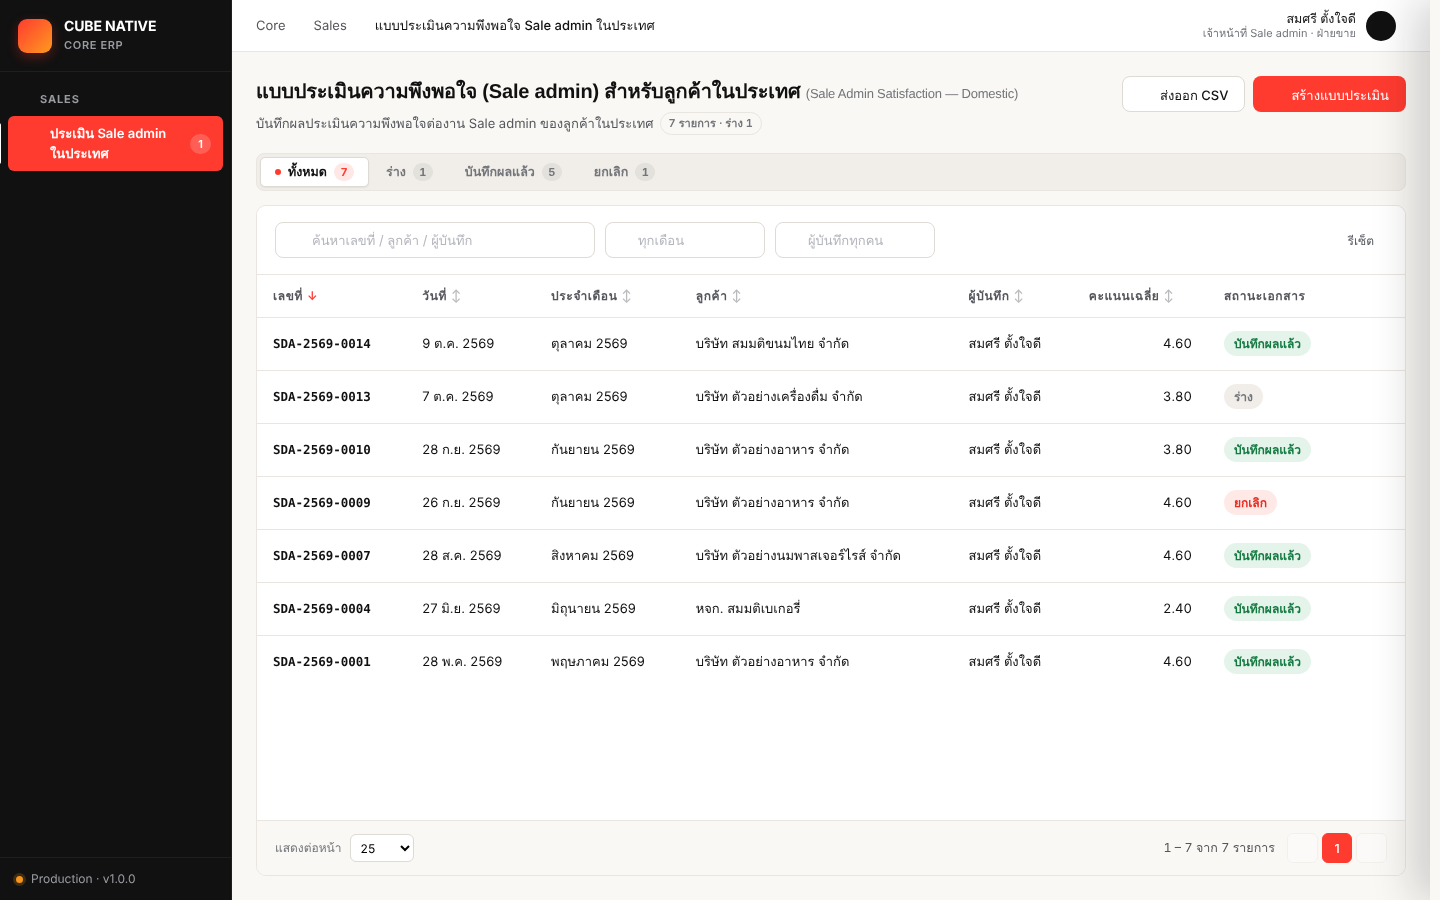 CUBE NATIVE
CORE ERP
SALES
ประเมิน Sale admin
ในประเทศ
1
Production · v1.0.0
Core Sales แบบประเมินความพึงพอใจ Sale admin ในประเทศ
สมศรี ตั้งใจดี
เจ้าหน้าที่ Sale admin · ฝ่ายขาย
แบบประเมินความพึงพอใจ (Sale admin) สำหรับลูกค้าในประเทศ (Sale Admin Satisfaction — Domestic)
บันทึกผลประเมินความพึงพอใจต่องาน Sale admin ของลูกค้าในประเทศ 7 รายการ · ร่าง 1
ส่งออก CSV
สร้างแบบประเมิน
ทั้งหมด 7 ร่าง 1 บันทึกผลแล้ว 5 ยกเลิก 1
ค้นหาเลขที่ / ลูกค้า / ผู้บันทึก ทุกเดือน ผู้บันทึกทุกคน รีเซ็ต
เลขที่ ↓ วันที่ ↕ ประจำเดือน ↕ ลูกค้า ↕ ผู้บันทึก ↕ คะแนนเฉลี่ย ↕ สถานะเอกสาร
SDA-2569-0014 9 ต.ค. 2569 ตุลาคม 2569 บริษัท สมมติขนมไทย จำกัด สมศรี ตั้งใจดี 4.60 บันทึกผลแล้ว
SDA-2569-0013 7 ต.ค. 2569 ตุลาคม 2569 บริษัท ตัวอย่างเครื่องดื่ม จำกัด สมศรี ตั้งใจดี 3.80 ร่าง
SDA-2569-0010 28 ก.ย. 2569 กันยายน 2569 บริษัท ตัวอย่างอาหาร จำกัด สมศรี ตั้งใจดี 3.80 บันทึกผลแล้ว
SDA-2569-0009 26 ก.ย. 2569 กันยายน 2569 บริษัท ตัวอย่างอาหาร จำกัด สมศรี ตั้งใจดี 4.60 ยกเลิก
SDA-2569-0007 28 ส.ค. 2569 สิงหาคม 2569 บริษัท ตัวอย่างนมพาสเจอร์ไรส์ จำกัด สมศรี ตั้งใจดี 4.60 บันทึกผลแล้ว
SDA-2569-0004 27 มิ.ย. 2569 มิถุนายน 2569 หจก. สมมติเบเกอรี่ สมศรี ตั้งใจดี 2.40 บันทึกผลแล้ว
SDA-2569-0001 28 พ.ค. 2569 พฤษภาคม 2569 บริษัท ตัวอย่างอาหาร จำกัด สมศรี ตั้งใจดี 4.60 บันทึกผลแล้ว
แสดงต่อหน้า 25 1 – 7 จาก 7 รายการ 1